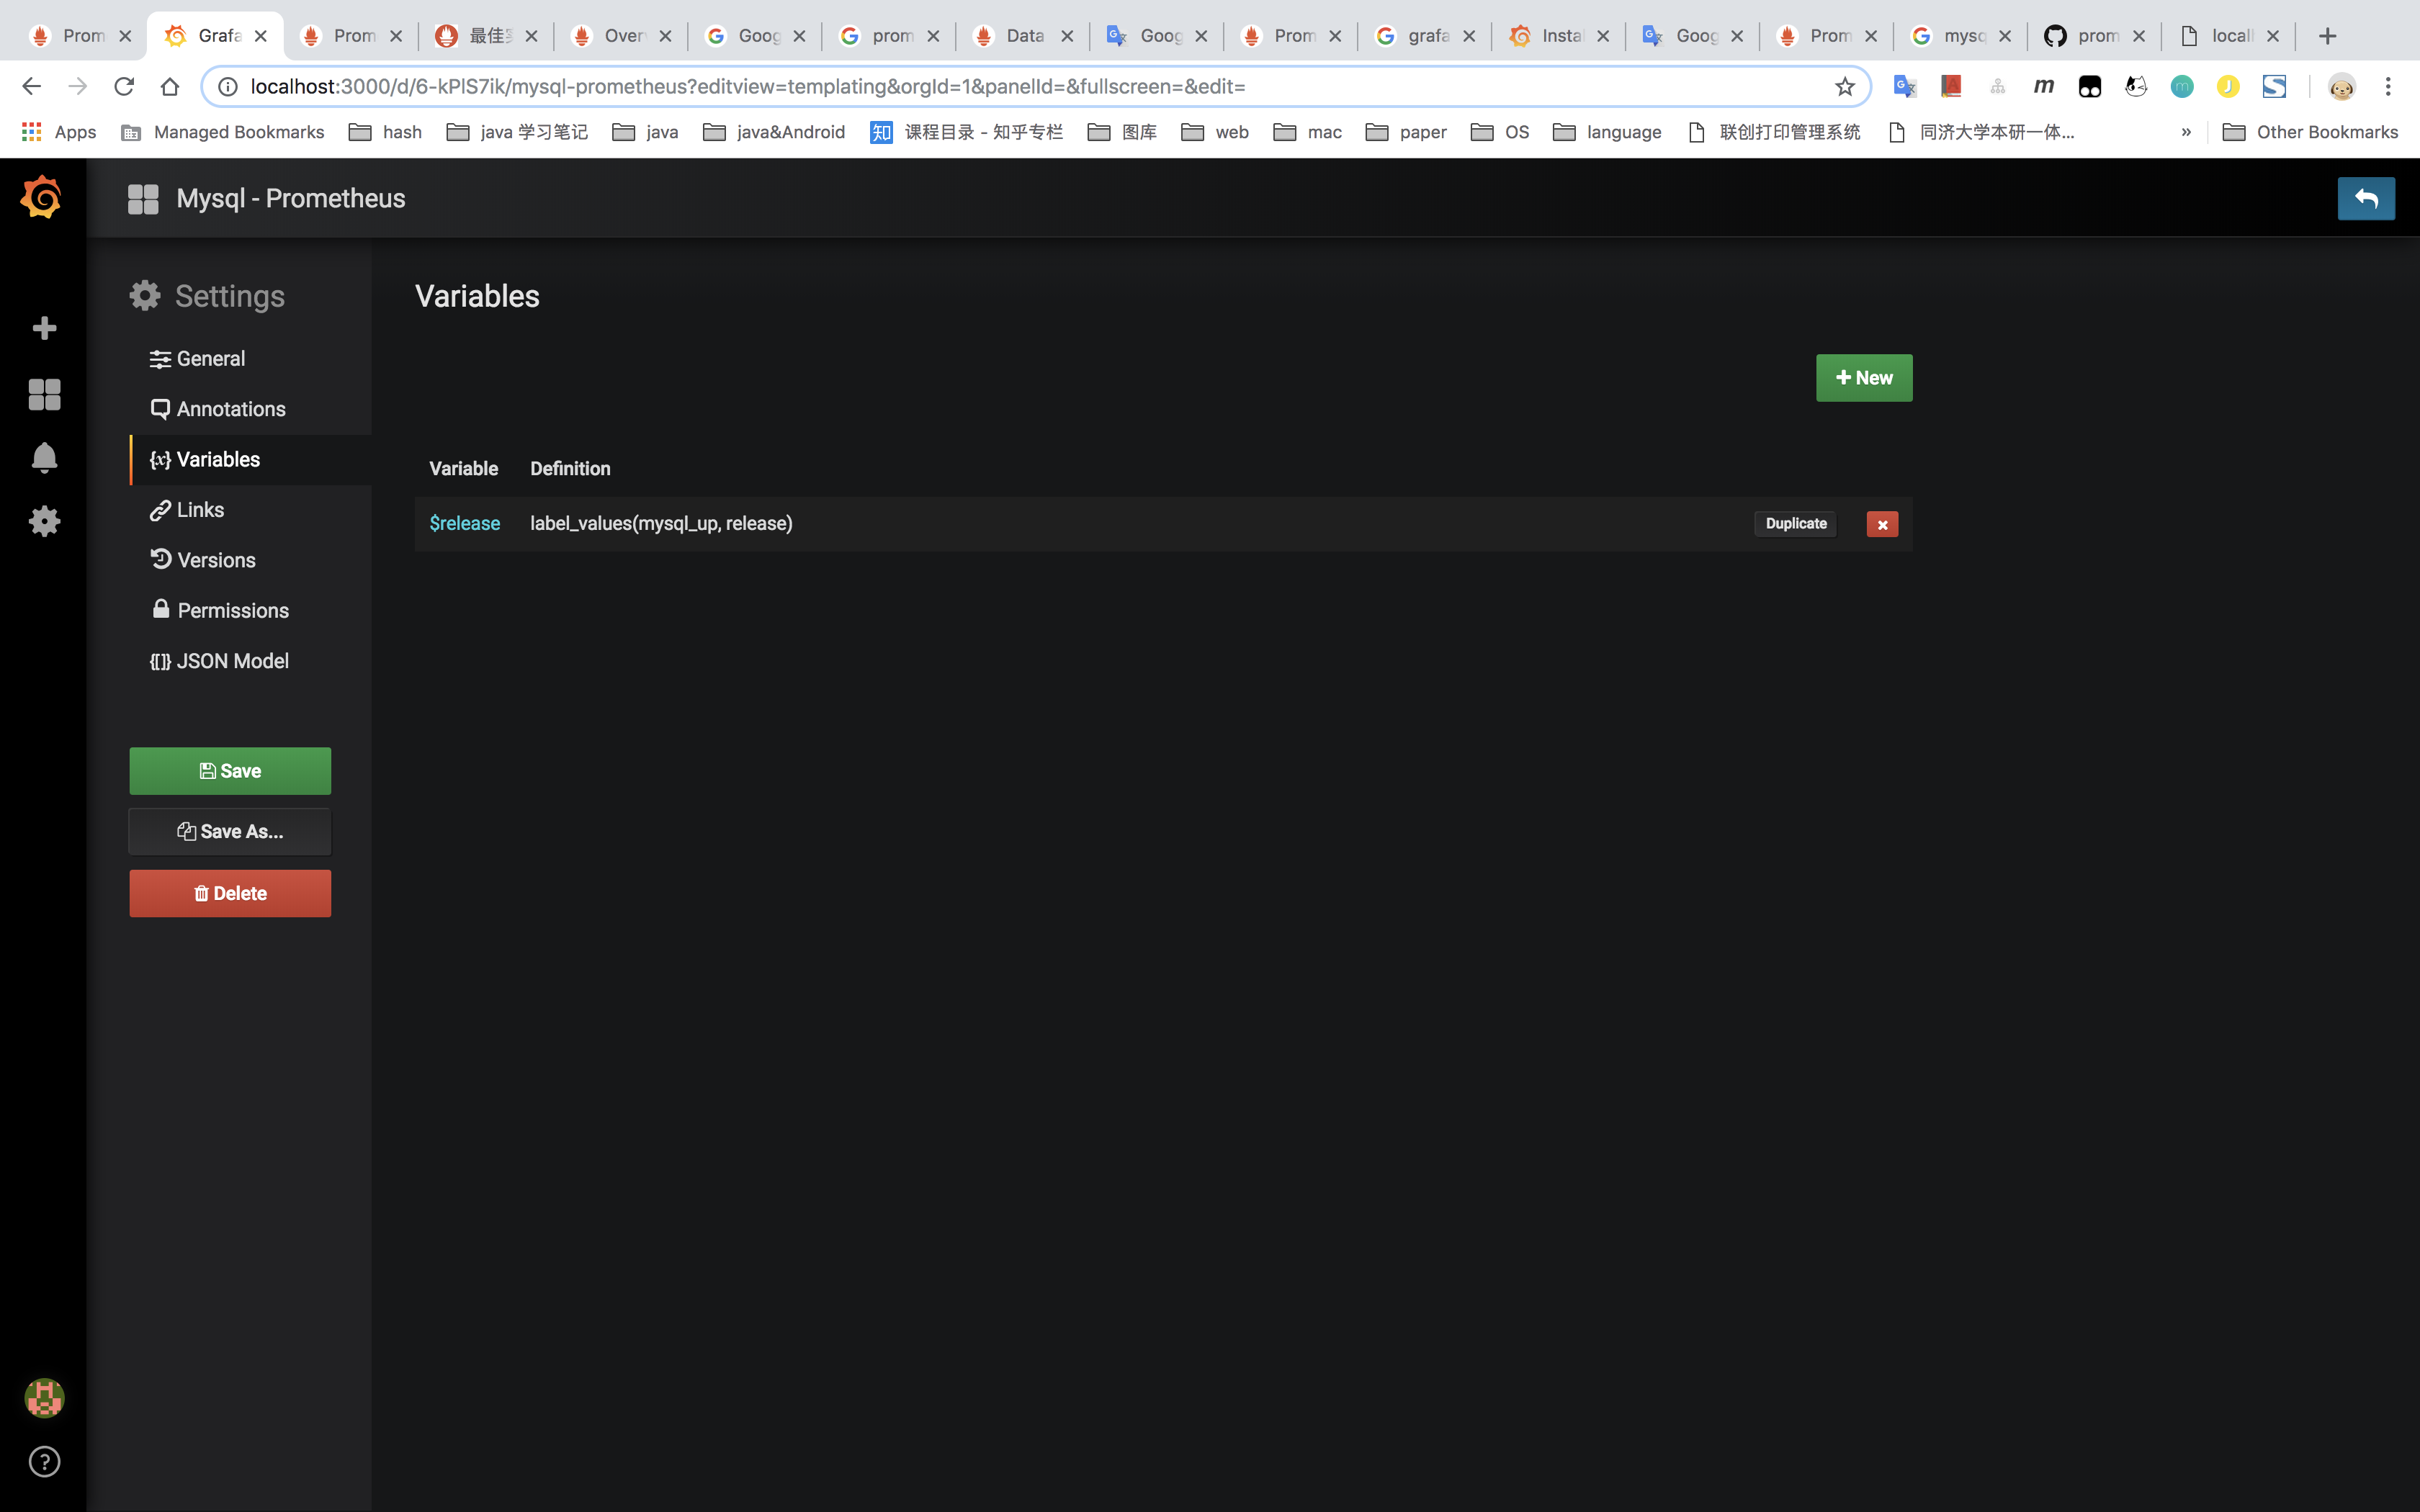 Prom
Grafa
Prom
最佳
Over
Goog
prom
Data
Goog
Prom
grafa
Instal
Goog
Prom
mysq
prom
locall
localhost:3000/d/6-kPlS7ik/mysql-prometheus?editview=templating&orgId=1&panelId=&fullscreen=&edit=
Apps
Managed Bookmarks
hash
java 学习笔记
java
java&Android
知 课程目录 - 知乎专栏
图库
web
mac
paper
OS
language
联创打印管理系统
同济大学本研一体...
»
Other Bookmarks
Mysql - Prometheus
Settings
General
Annotations
{x} Variables
Links
Versions
Permissions
{[]} JSON Model
Save
Save As...
Delete
Variables
+ New
Variable Definition
$release label_values(mysql_up, release) Duplicate